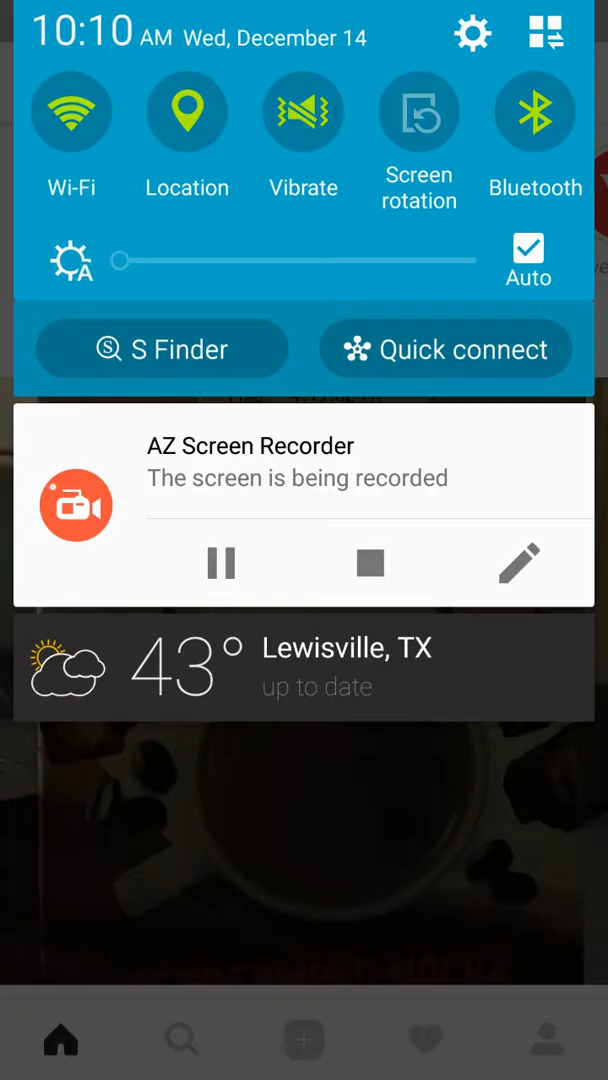 10:10 AM Wed, December 14
Wi-Fi
Location
Vibrate
Screen
rotation
Bluetooth
A
Auto
S Finder
Quick connect
AZ Screen Recorder
The screen is being recorded
43° Lewisville, TX
up to date